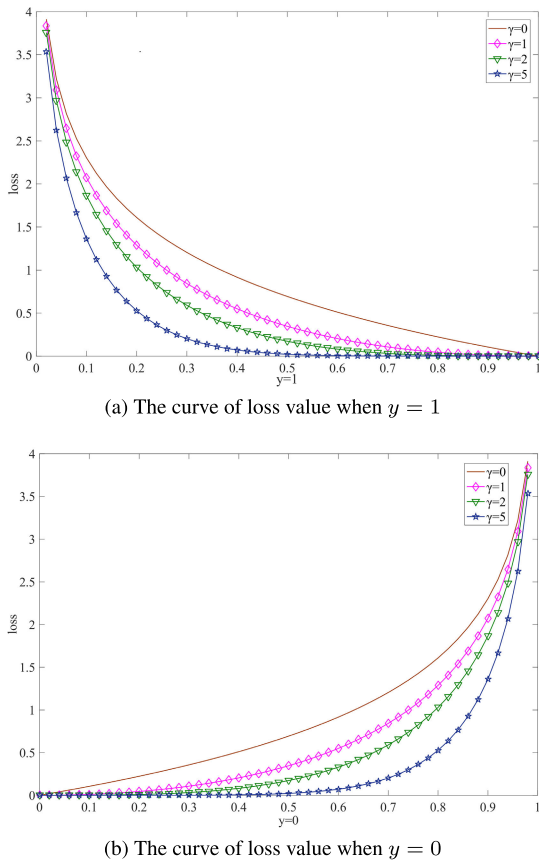 4
3.5
3
2.5
2
1.5
1
0.5
0
loss
γ=0
γ=1
γ=2
γ=5
0 0.1 0.2 0.3 0.4 0.5 0.6 0.7 0.8 0.9 1
y=1
(a) The curve of loss value when y = 1
4
3.5
3
2.5
2
1.5
1
0.5
0
loss
γ=0
γ=1
γ=2
γ=5
0 0.1 0.2 0.3 0.4 0.5 0.6 0.7 0.8 0.9 1
y=0
(b) The curve of loss value when y = 0